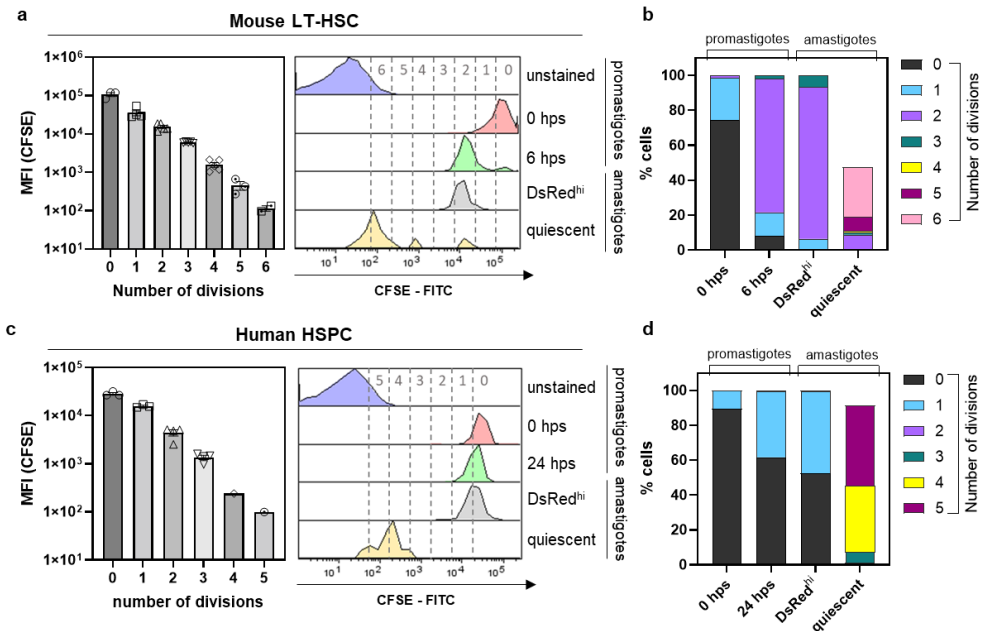 a
Mouse LT-HSC
MFI (CFSE)
1×10⁶
1×10⁵
1×10⁴
1×10³
1×10²
1×10¹
0 1 2 3 4 5 6
Number of divisions
6 5 4 3 2 1 0
unstained
0 hps
6 hps
DsRedhi
quiescent
promastigotes
amastigotes
10¹ 10² 10³ 10⁴ 10⁵
CFSE - FITC
b
promastigotes amastigotes
% cells
100
80
60
40
20
0
0 hps
6 hps
DsRedhi
quiescent
0
1
2
3
4
5
6
Number of divisions
c
Human HSPC
MFI (CFSE)
1×10⁵
1×10⁴
1×10³
1×10²
1×10¹
0 1 2 3 4 5
number of divisions
5 4 3 2 1 0
unstained
0 hps
24 hps
DsRedhi
quiescent
promastigotes
amastigotes
10¹ 10² 10³ 10⁴ 10⁵
CFSE - FITC
d
promastigotes amastigotes
% cells
100
80
60
40
20
0
0 hps
24 hps
DsRedhi
quiescent
0
1
2
3
4
5
Number of divisions